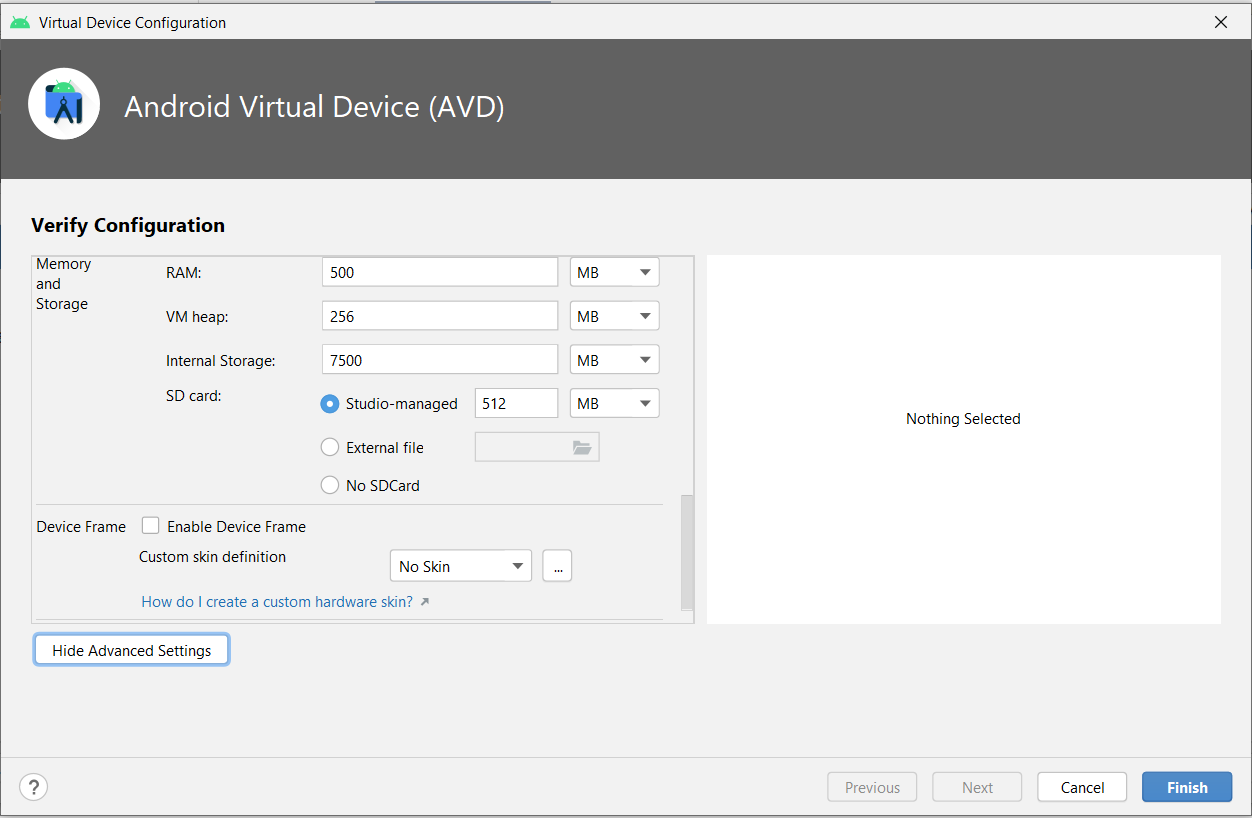 Virtual Device Configuration
Android Virtual Device (AVD)
Verify Configuration
Memory
and
Storage
RAM:
500
MB
VM heap:
256
MB
Internal Storage:
7500
MB
SD card:
Studio-managed
512
MB
External file
No SDCard
Device Frame
Enable Device Frame
Custom skin definition
No Skin
...
How do I create a custom hardware skin? ↗
Nothing Selected
Hide Advanced Settings
?
Previous
Next
Cancel
Finish